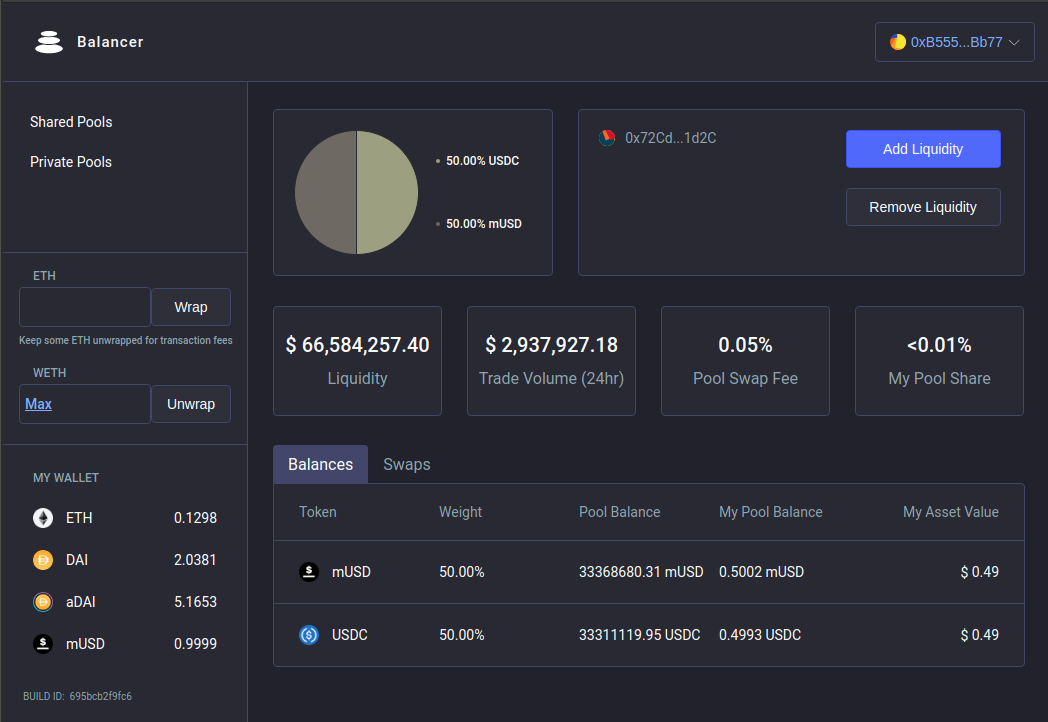 Balancer
0xB555...Bb77
Shared Pools
Private Pools
ETH
Wrap
Keep some ETH unwrapped for transaction fees
WETH
Max
Unwrap
MY WALLET
ETH 0.1298
DAI 2.0381
aDAI 5.1653
mUSD 0.9999
BUILD ID: 695bcb2f9fc6
50.00% USDC
50.00% mUSD
0x72Cd...1d2C
Add Liquidity
Remove Liquidity
$ 66,584,257.40
Liquidity
$ 2,937,927.18
Trade Volume (24hr)
0.05%
Pool Swap Fee
<0.01%
My Pool Share
Balances Swaps
Token Weight Pool Balance My Pool Balance My Asset Value
mUSD 50.00% 33368680.31 mUSD 0.5002 mUSD $ 0.49
USDC 50.00% 33311119.95 USDC 0.4993 USDC $ 0.49